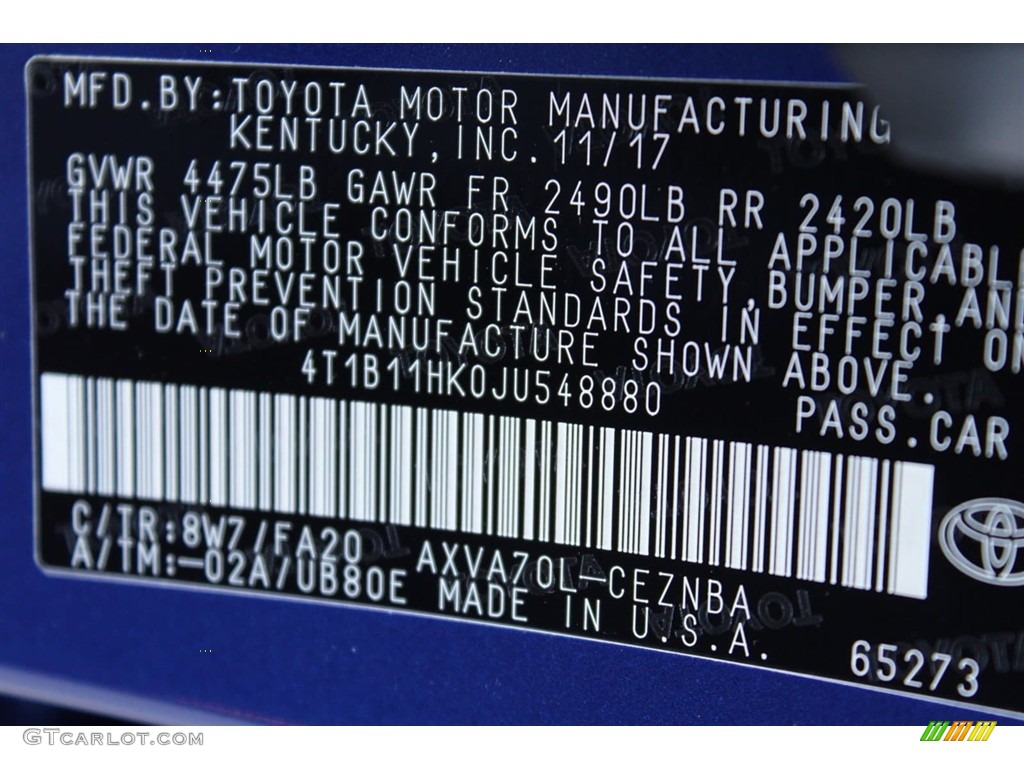 MFD.BY:TOYOTA MOTOR MANUFACTURING
KENTUCKY,INC. 11/17
GVWR 4475LB GAWR FR 2490LB RR 2420LB
THIS VEHICLE CONFORMS TO ALL APPLICABLE
FEDERAL MOTOR VEHICLE SAFETY,BUMPER,AND
THEFT PREVENTION STANDARDS IN EFFECT ON
THE DATE OF MANUFACTURE SHOWN ABOVE.
4T1B11HK0JU548880
PASS.CAR
C/TR:8W7/FA20 AXVA70L-CEZNBA
A/TM:-02A/UB80E MADE IN U.S.A.
65273
GTCARLOT.COM